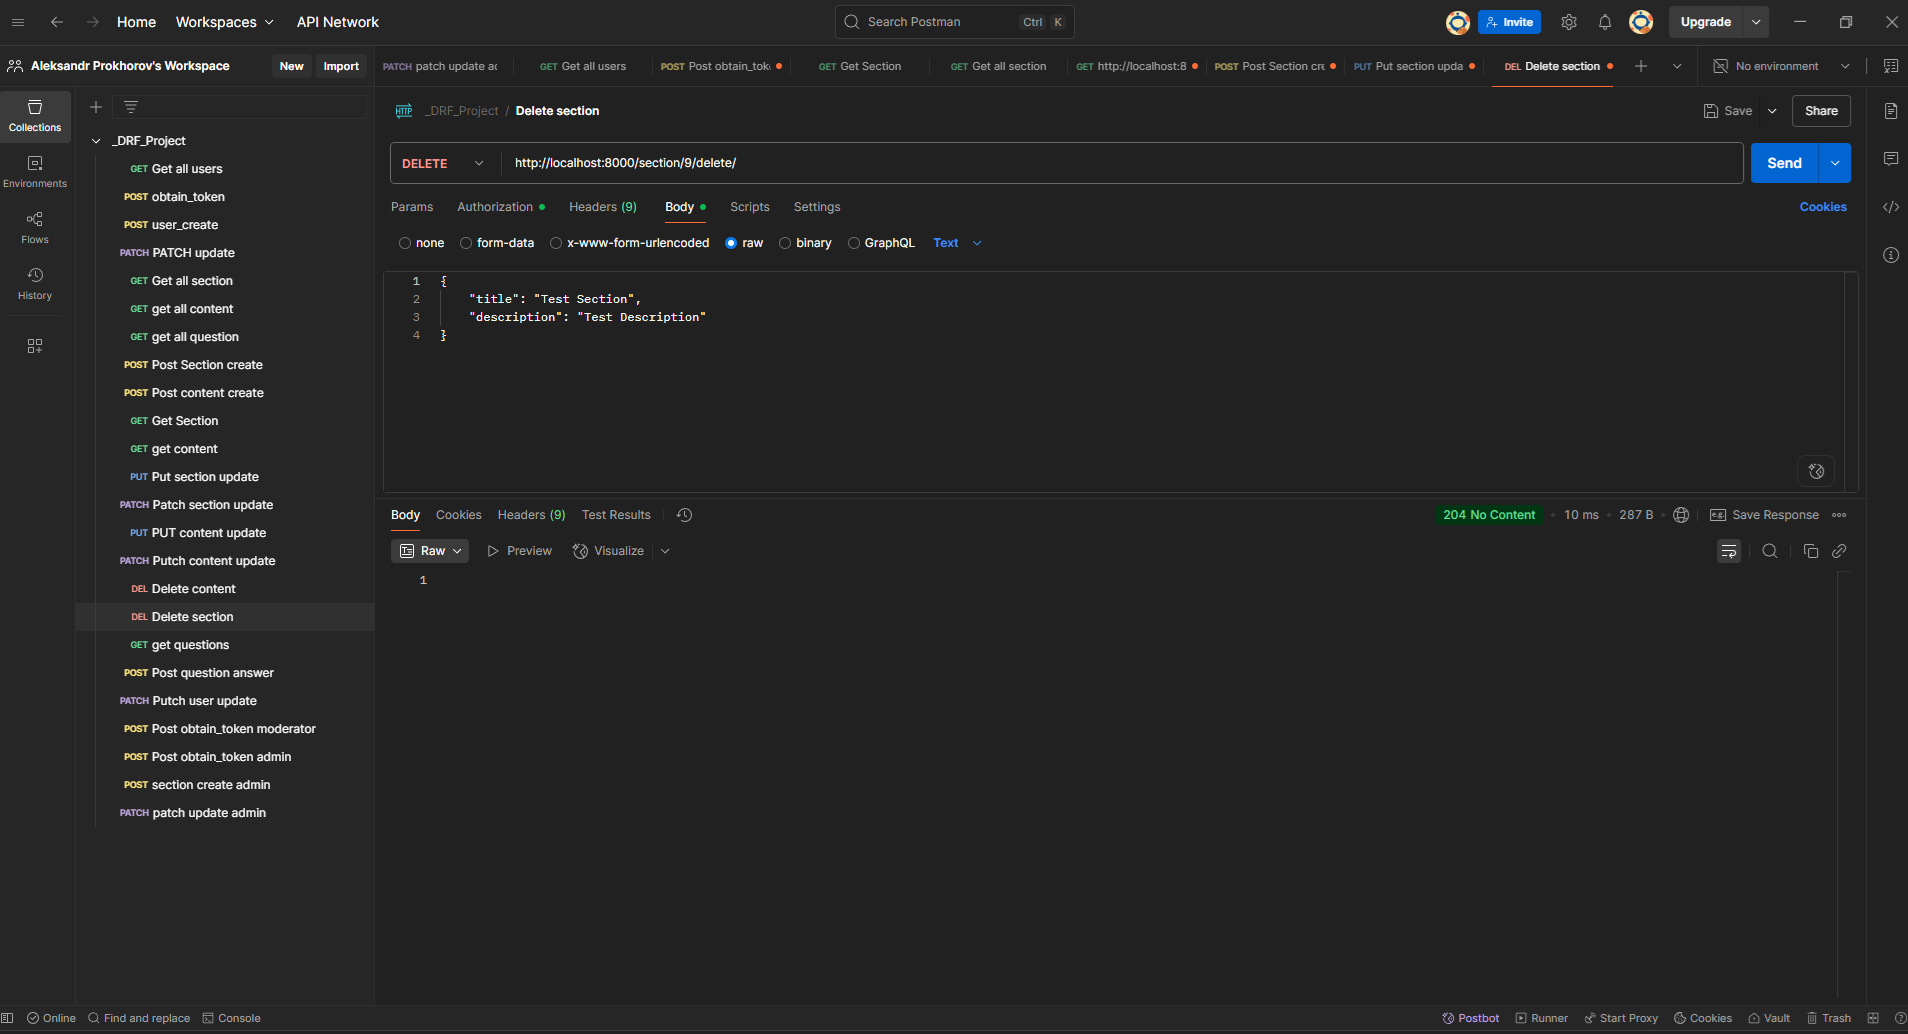 Home Workspaces API Network Search Postman Ctrl K Invite Upgrade
Aleksandr Prokhorov's Workspace New Import PATCH patch update ac GET Get all users POST Post obtain_tok GET Get Section GET Get all section GET http://localhost:8 POST Post Section cre PUT Put section upda DEL Delete section No environment
Collections
Environments
Flows
History
_DRF_Project
GET Get all users
POST obtain_token
POST user_create
PATCH PATCH update
GET Get all section
GET get all content
GET get all question
POST Post Section create
POST Post content create
GET Get Section
GET get content
PUT Put section update
PATCH Patch section update
PUT PUT content update
PATCH Putch content update
DEL Delete content
DEL Delete section
GET get questions
POST Post question answer
PATCH Putch user update
POST Post obtain_token moderator
POST Post obtain_token admin
POST section create admin
PATCH patch update admin
HTTP _DRF_Project / Delete section Save Share
DELETE http://localhost:8000/section/9/delete/ Send
Params Authorization Headers (9) Body Scripts Settings Cookies
none form-data x-www-form-urlencoded raw binary GraphQL Text
1 {
2 "title": "Test Section",
3 "description": "Test Description"
4 }
Body Cookies Headers (9) Test Results 204 No Content 10 ms 287 B e.g. Save Response
Raw Preview Visualize
1
Online Find and replace Console Postbot Runner Start Proxy Cookies Vault Trash